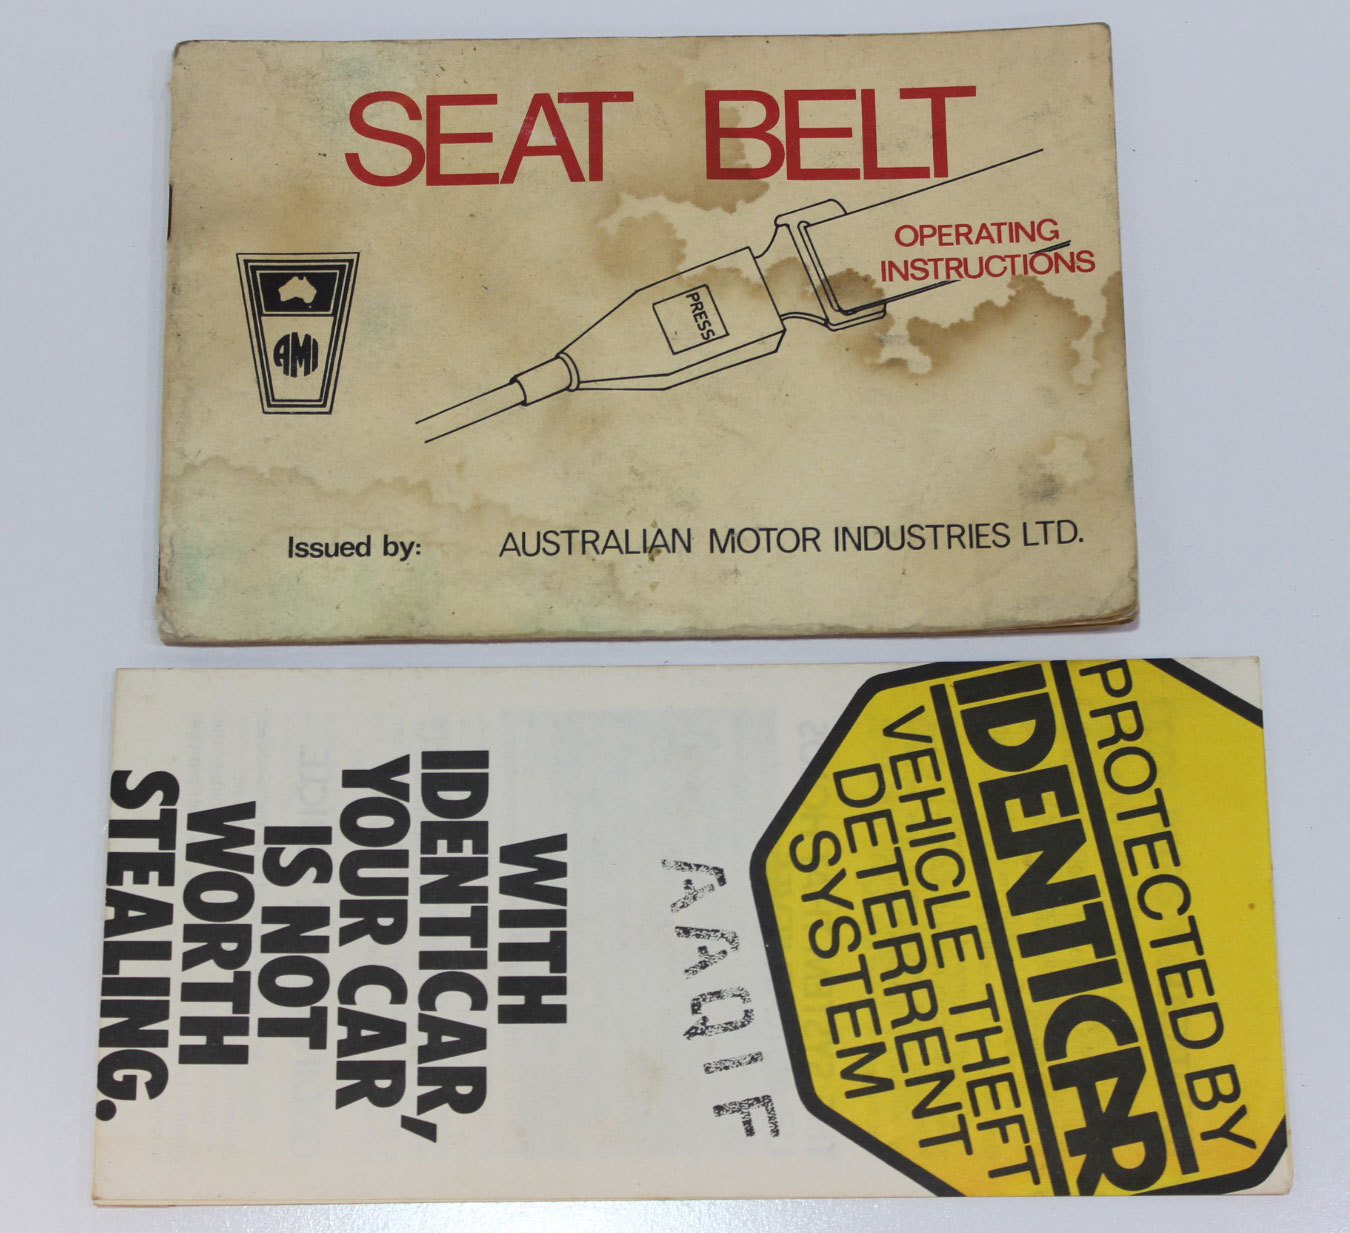 SEAT BELT
OPERATING
INSTRUCTIONS
PRESS
AMI
Issued by: AUSTRALIAN MOTOR INDUSTRIES LTD.
PROTECTED BY
IDENTICAR
VEHICLE THEFT
DETERRENT
SYSTEM
AAQIF
WITH
IDENTICAR,
YOUR CAR
IS NOT
WORTH
STEALING.